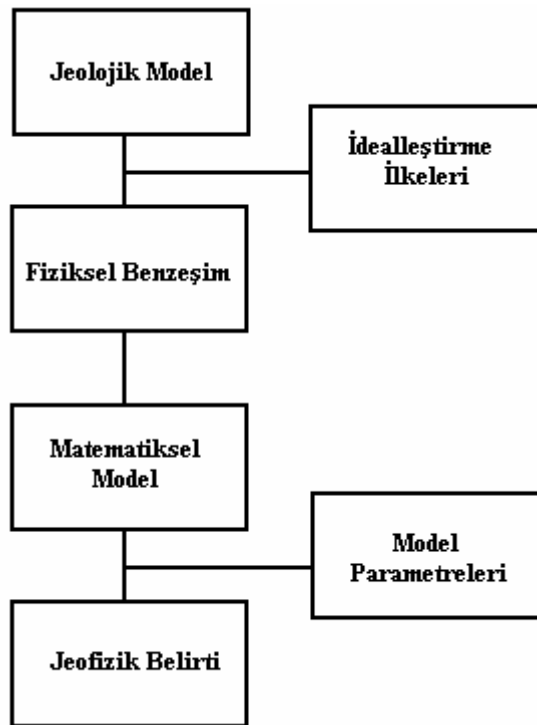 Jeolojik Model
İdealleştirme
İlkeleri
Fiziksel Benzeşim
Matematiksel
Model
Model
Parametreleri
Jeofizik Belirti